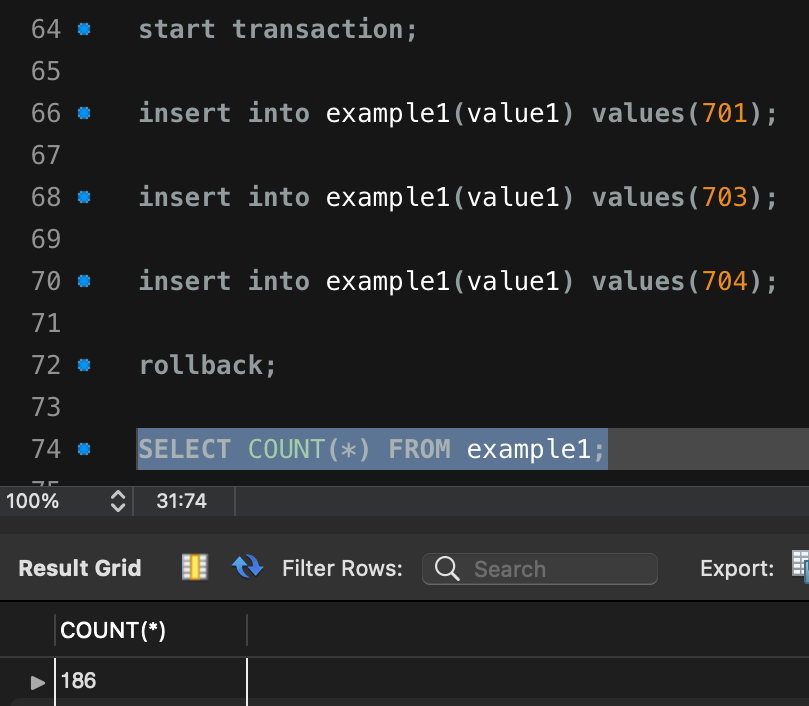 64 start transaction;
65
66 insert into example1(value1) values(701);
67
68 insert into example1(value1) values(703);
69
70 insert into example1(value1) values(704);
71
72 rollback;
73
74 SELECT COUNT(*) FROM example1;
100% 31:74
Result Grid Filter Rows: Search Export:
COUNT(*)
186